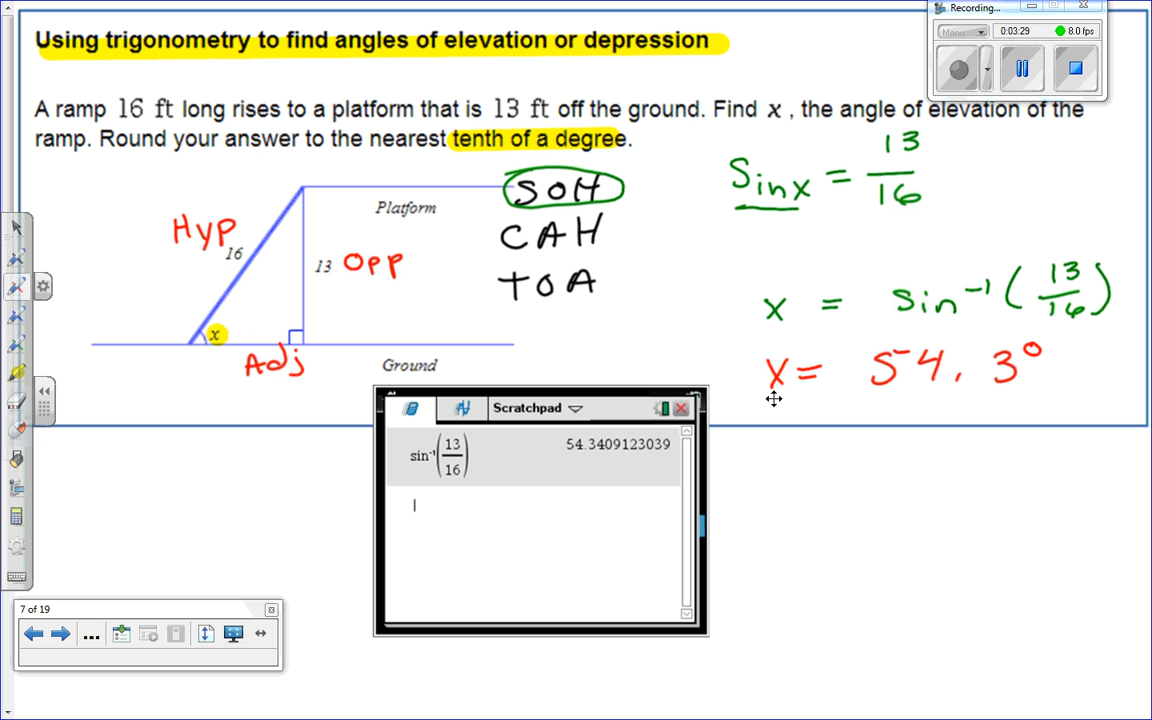 Recording...
Menu
0:03:29
8.0 fps
Using trigonometry to find angles of elevation or depression
A ramp 16 ft long rises to a platform that is 13 ft off the ground. Find x , the angle of elevation of the
ramp. Round your answer to the nearest tenth of a degree.
Platform
Hyp
16
13
Opp
x
Adj
Ground
SOH
CAH
TOA
Sin x = 13/16
x = sin⁻¹(13/16)
x = 54.3°
Scratchpad
sin⁻¹(13/16) 54.3409123039
7 of 19
...